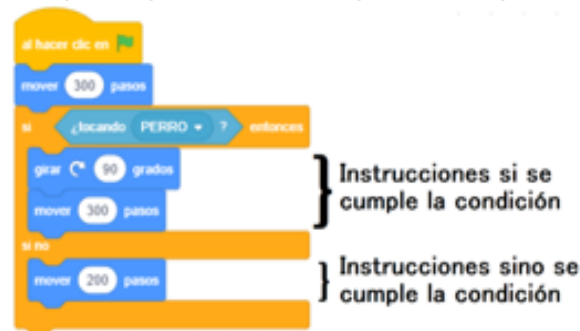 al hacer clic en
mover 300 pasos
si ¿tocando PERRO ? entonces
girar 90 grados
mover 300 pasos
Instrucciones si se
cumple la condición
si no
mover 200 pasos
Instrucciones sino se
cumple la condición